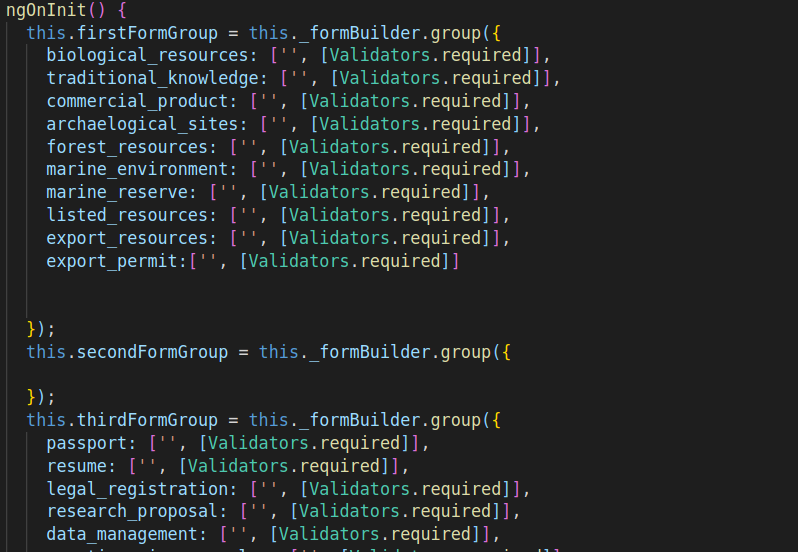 ngOnInit() {
this.firstFormGroup = this._formBuilder.group({
biological_resources: ['', [Validators.required]],
traditional_knowledge: ['', [Validators.required]],
commercial_product: ['', [Validators.required]],
archaelogical_sites: ['', [Validators.required]],
forest_resources: ['', [Validators.required]],
marine_environment: ['', [Validators.required]],
marine_reserve: ['', [Validators.required]],
listed_resources: ['', [Validators.required]],
export_resources: ['', [Validators.required]],
export_permit:['', [Validators.required]]
});
this.secondFormGroup = this._formBuilder.group({
});
this.thirdFormGroup = this._formBuilder.group({
passport: ['', [Validators.required]],
resume: ['', [Validators.required]],
legal_registration: ['', [Validators.required]],
research_proposal: ['', [Validators.required]],
data_management: ['', [Validators.required]],